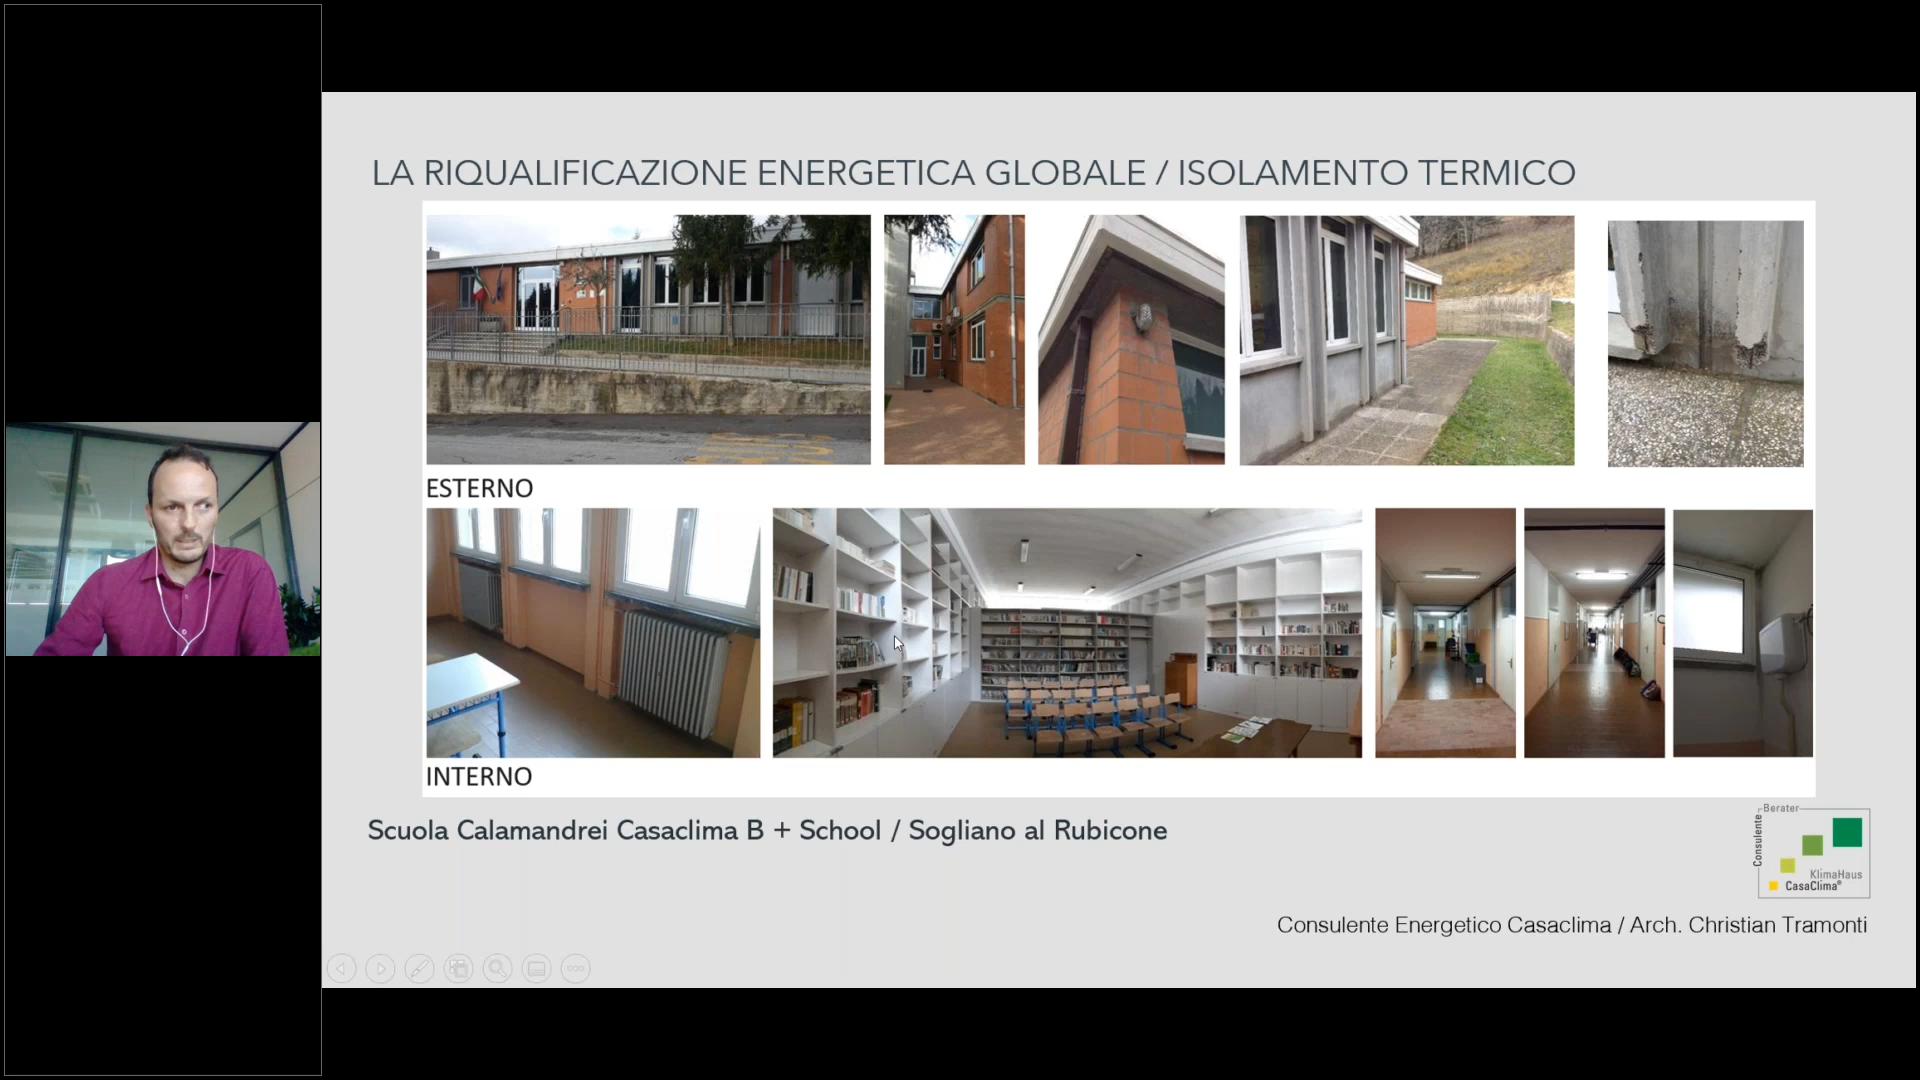 LA RIQUALIFICAZIONE ENERGETICA GLOBALE / ISOLAMENTO TERMICO
ESTERNO
INTERNO
Scuola Calamandrei Casaclima B + School / Sogliano al Rubicone
Berater
Consulente
KlimaHaus
CasaClima®
Consulente Energetico Casaclima / Arch. Christian Tramonti